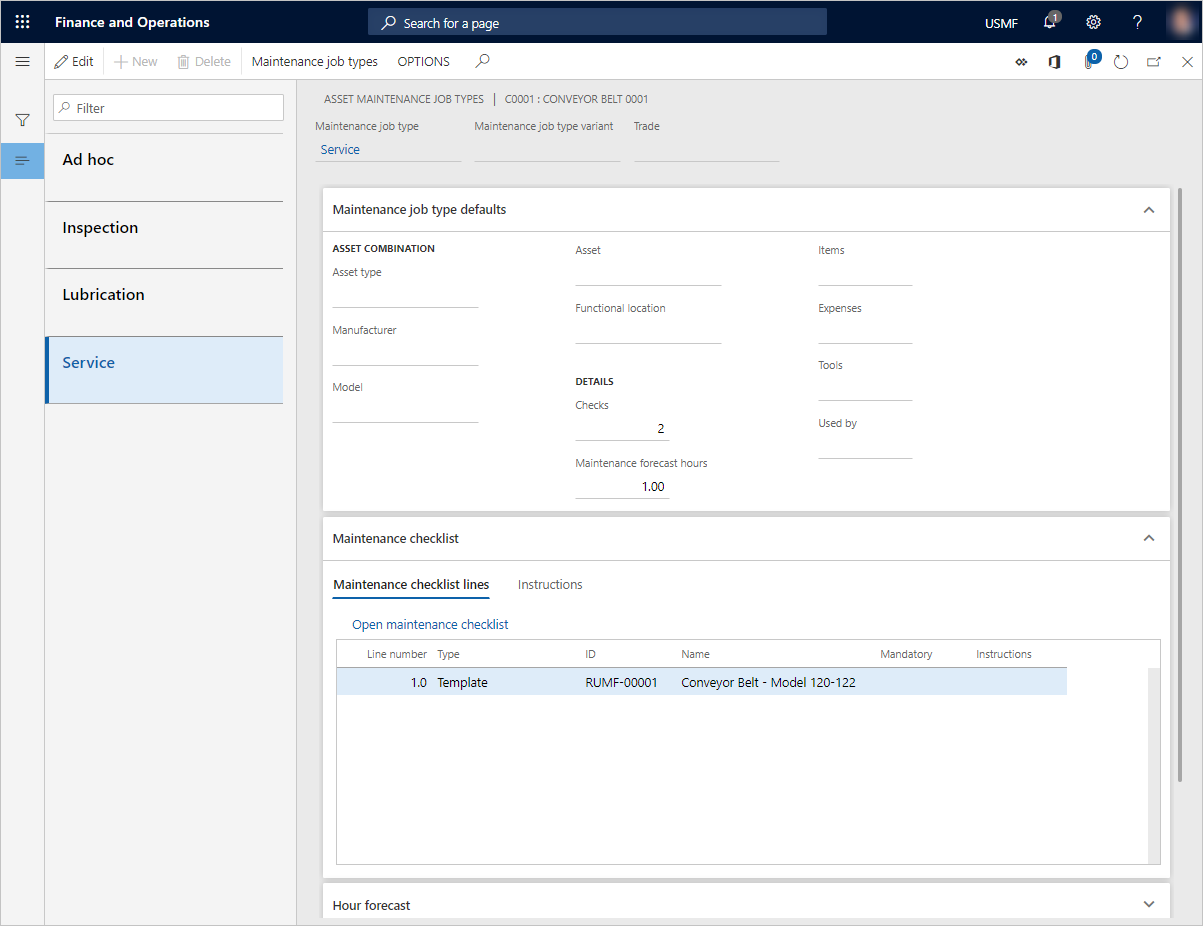 Finance and Operations
Search for a page
USMF
1
?
Edit
New
Delete
Maintenance job types
OPTIONS
0
Filter
Ad hoc
Inspection
Lubrication
Service
ASSET MAINTENANCE JOB TYPES | C0001 : CONVEYOR BELT 0001
Maintenance job type
Maintenance job type variant
Trade
Service
Maintenance job type defaults
ASSET COMBINATION
Asset type
Manufacturer
Model
Asset
Functional location
DETAILS
Checks
2
Maintenance forecast hours
1.00
Items
Expenses
Tools
Used by
Maintenance checklist
Maintenance checklist lines
Instructions
Open maintenance checklist
Line number Type ID Name Mandatory Instructions
1.0 Template RUMF-00001 Conveyor Belt - Model 120-122
Hour forecast